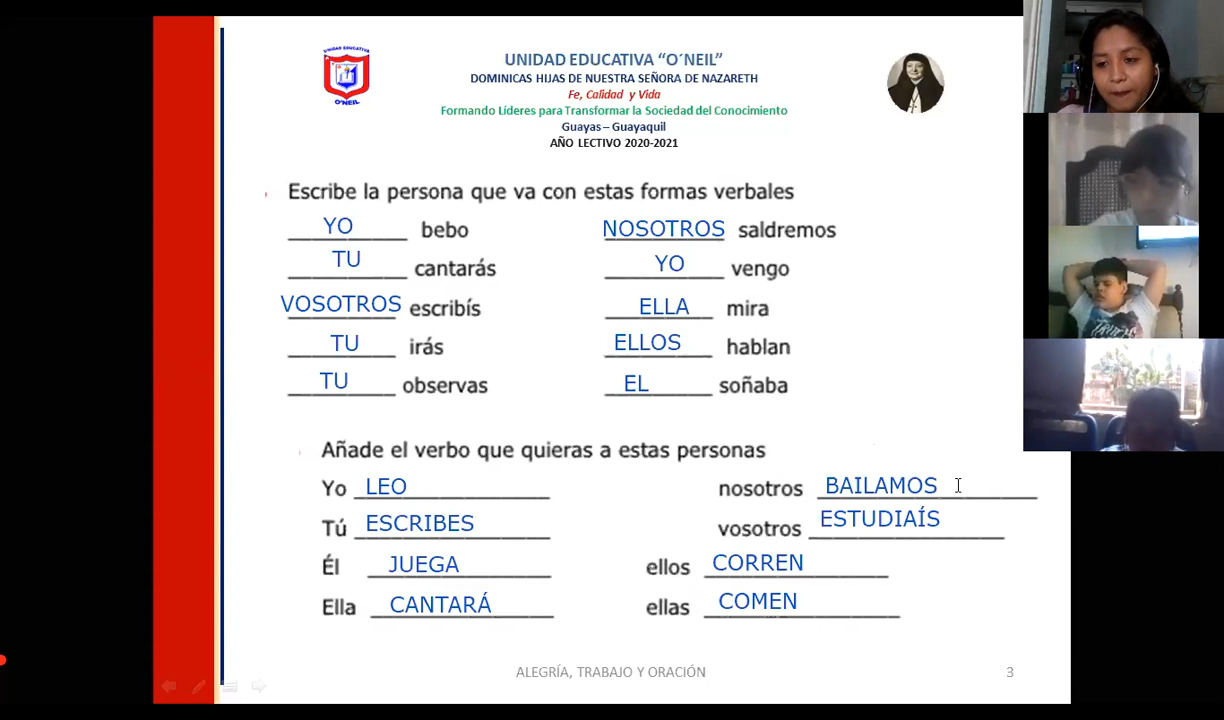 UNIDAD EDUCATIVA
O´NEIL
UNIDAD EDUCATIVA “O´NEIL”
DOMINICAS HIJAS DE NUESTRA SEÑORA DE NAZARETH
Fe, Calidad y Vida
Formando Líderes para Transformar la Sociedad del Conocimiento
Guayas – Guayaquil
AÑO LECTIVO 2020-2021
Escribe la persona que va con estas formas verbales
YO bebo NOSOTROS saldremos
TU cantarás YO vengo
VOSOTROS escribís ELLA mira
TU irás ELLOS hablan
TU observas EL soñaba
Añade el verbo que quieras a estas personas
Yo LEO nosotros BAILAMOS
Tú ESCRIBES vosotros ESTUDIAÍS
Él JUEGA ellos CORREN
Ella CANTARÁ ellas COMEN
ALEGRÍA, TRABAJO Y ORACIÓN 3